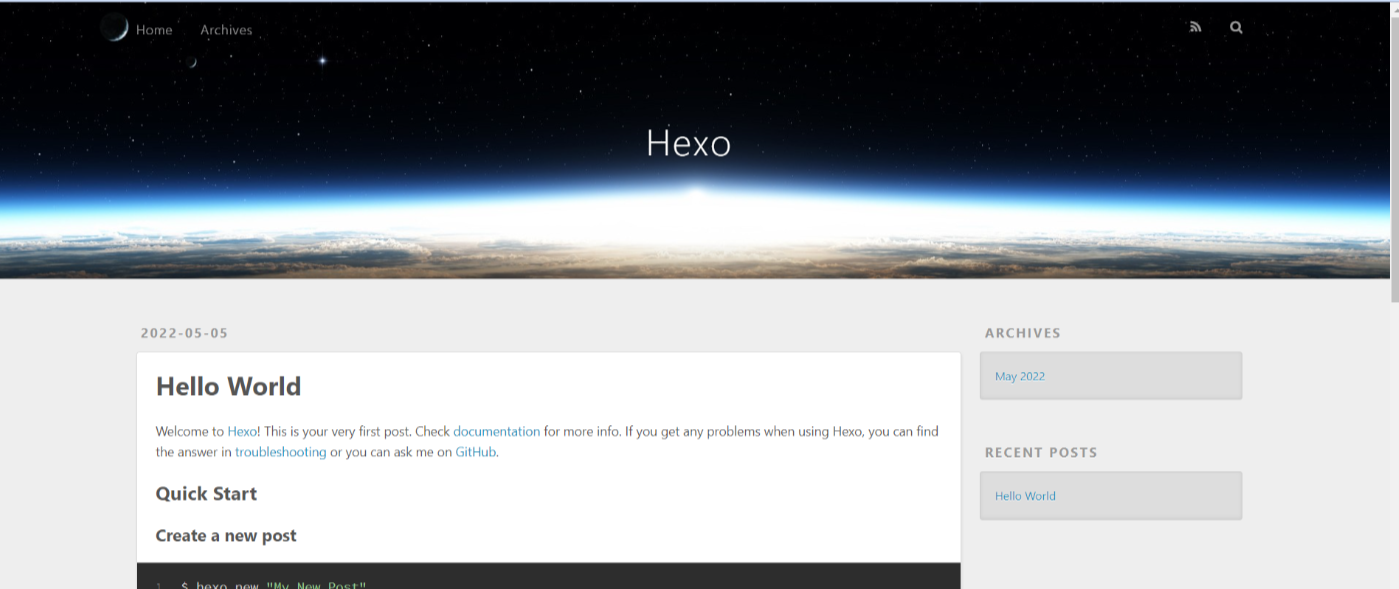 Home Archives
Hexo
2022-05-05
Hello World
Welcome to Hexo! This is your very first post. Check documentation for more info. If you get any problems when using Hexo, you can find
the answer in troubleshooting or you can ask me on GitHub.
Quick Start
Create a new post
1 $ hexo new "My New Post"
ARCHIVES
May 2022
RECENT POSTS
Hello World